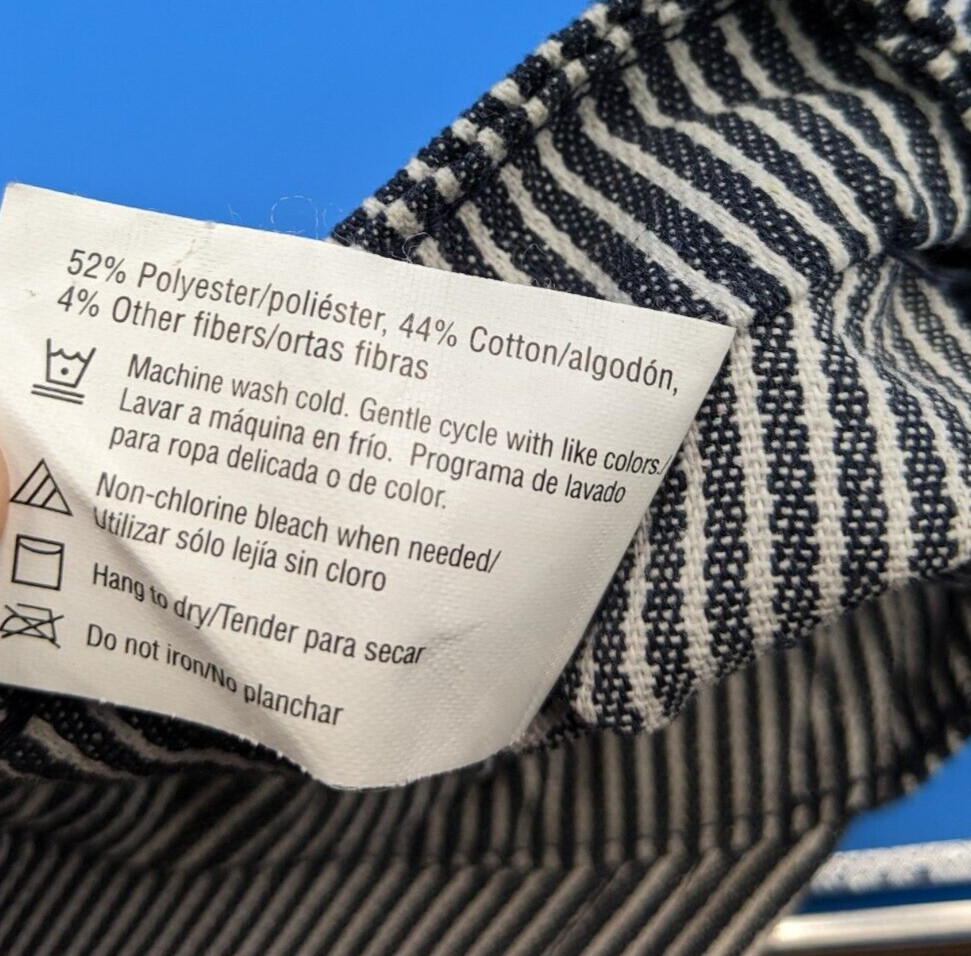 52% Polyester/poliéster, 44% Cotton/algodón,
4% Other fibers/ortas fibras
Machine wash cold. Gentle cycle with like colors./
Lavar a máquina en frío. Programa de lavado
para ropa delicada o de color.
Non-chlorine bleach when needed/
Utilizar sólo lejía sin cloro
Hang to dry/Tender para secar
Do not iron/No planchar